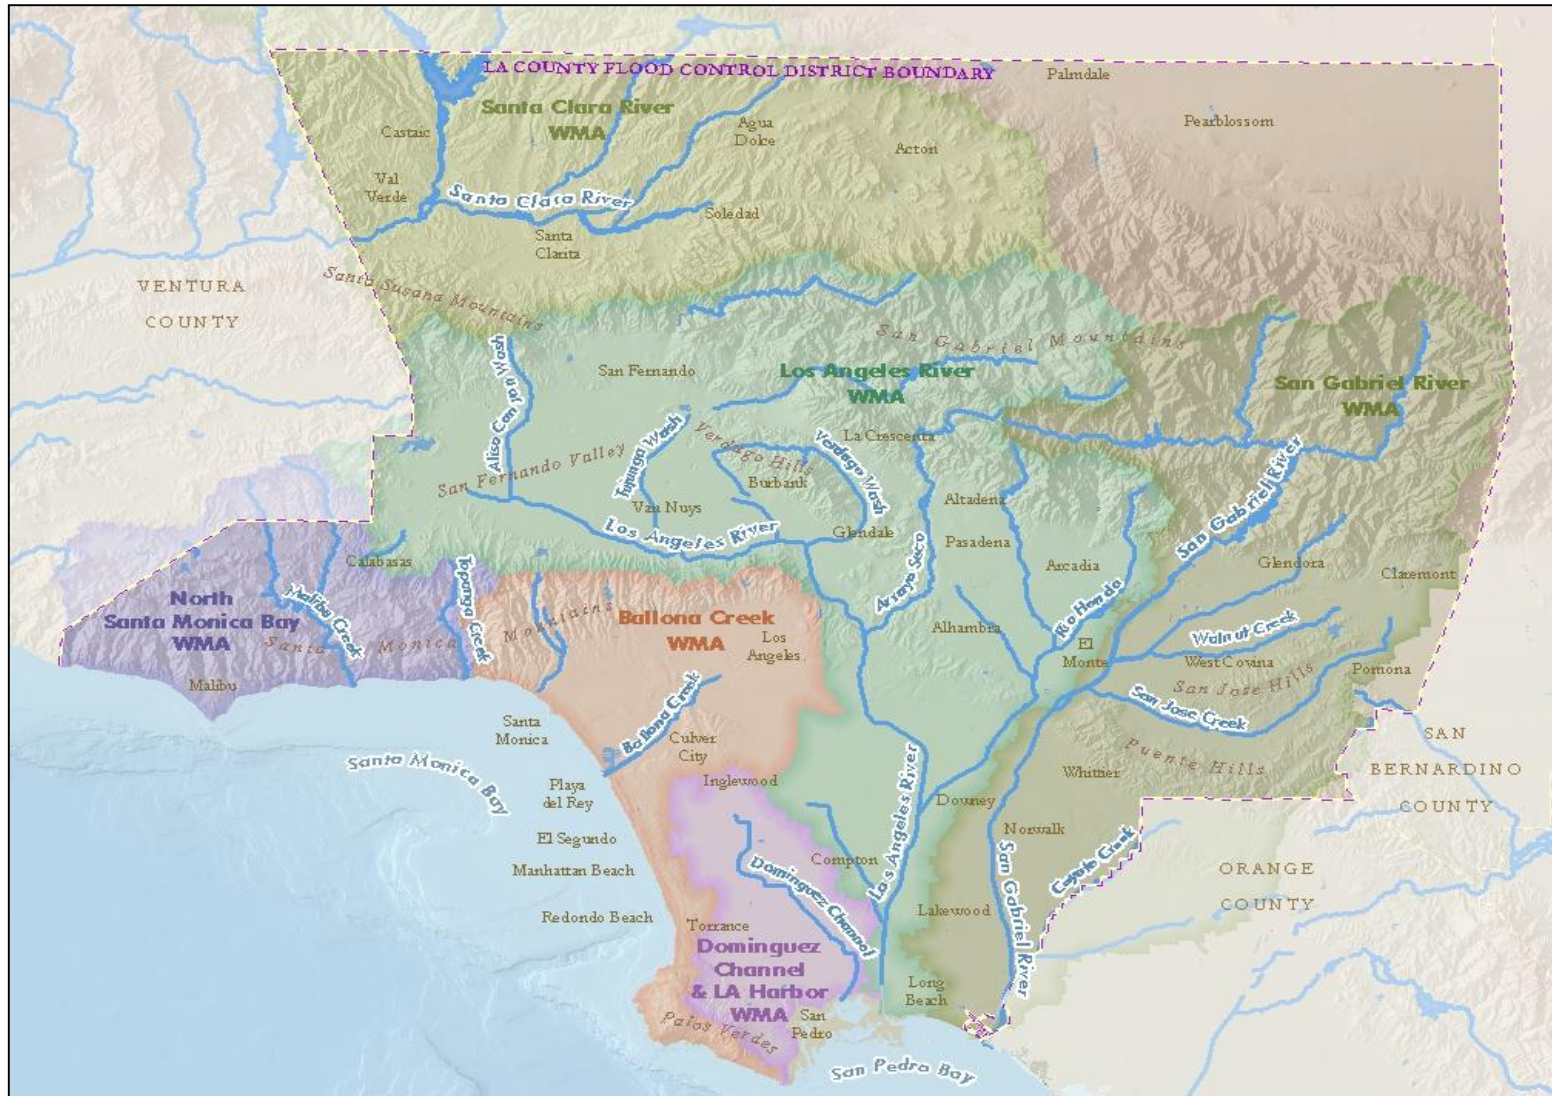 LA COUNTY FLOOD CONTROL DISTRICT BOUNDARY
Palmdale
Pearblossom
Santa Clara River
WMA
Castaic
Agua
Dolce
Acton
Val
Verde
Santa Clara River
Soledad
Santa
Clarita
VENTURA
COUNTY
Santa Susana Mountains
San Gabriel Mountains
Aliso Canyon Wash
San Fernando
Los Angeles River
WMA
San Gabriel River
WMA
San Fernando Valley
Tujunga Wash
Verdugo Hills
Verdugo Wash
La Crescenta
Burbank
Van Nuys
Los Angeles River
Glendale
Altadena
Pasadena
Arroyo Seco
Arcadia
San Gabriel River
Glendora
Claremont
Calabasas
North
Santa Monica Bay
WMA
Malibu Creek
Topanga Creek
Santa Monica Mountains
Malibu
Ballona Creek
WMA
Los
Angeles
Alhambra
Rio Hondo
El
Monte
Walnut Creek
West Covina
San Jose Hills
Pomona
San Jose Creek
Puente Hills
Whittier
SAN
BERNARDINO
COUNTY
Santa
Monica
Santa Monica Bay
Ballona Creek
Culver
City
Playa
del Rey
Inglewood
El Segundo
Manhattan Beach
Redondo Beach
Compton
Los Angeles River
Downey
Norwalk
San Gabriel River
Coyote Creek
ORANGE
COUNTY
Dominguez Channel
Lakewood
Torrance
Dominguez
Channel
& LA Harbor
WMA
Long
Beach
San
Pedro
Palos Verdes
San Pedro Bay